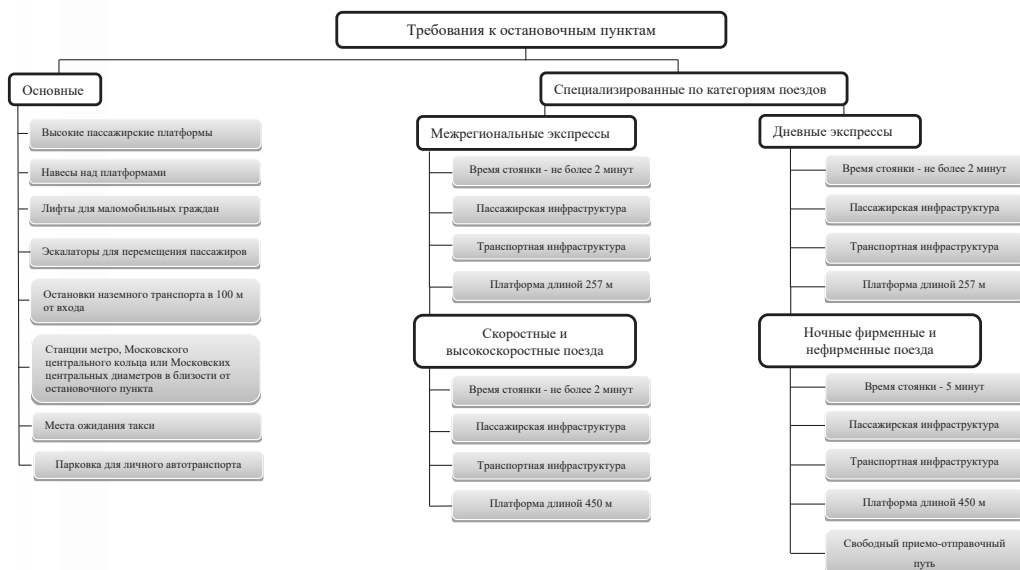 Требования к остановочным пунктам
Основные
Высокие пассажирские платформы
Навесы над платформами
Лифты для маломобильных граждан
Эскалаторы для перемещения пассажиров
Остановки наземного транспорта в 100 м
от входа
Станции метро, Московского
центрального кольца или Московских
центральных диаметров в близости от
остановочного пункта
Места ожидания такси
Парковка для личного автотранспорта
Специализированные по категориям поездов
Межрегиональные экспрессы
Время стоянки - не более 2 минут
Пассажирская инфраструктура
Транспортная инфраструктура
Платформа длиной 257 м
Скоростные и
высокоскоростные поезда
Время стоянки - не более 2 минут
Пассажирская инфраструктура
Транспортная инфраструктура
Платформа длиной 450 м
Дневные экспрессы
Время стоянки - не более 2 минут
Пассажирская инфраструктура
Транспортная инфраструктура
Платформа длиной 257 м
Ночные фирменные и
нефирменные поезда
Время стоянки - 5 минут
Пассажирская инфраструктура
Транспортная инфраструктура
Платформа длиной 450 м
Свободный приемо-отправочный
путь